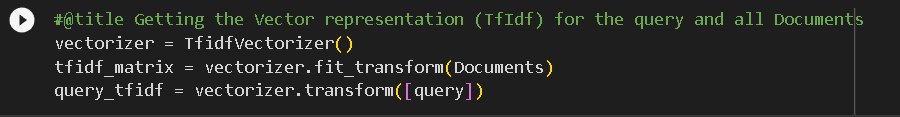 #@title Getting the Vector representation (TfIdf) for the query and all Documents
vectorizer = TfidfVectorizer()
tfidf_matrix = vectorizer.fit_transform(Documents)
query_tfidf = vectorizer.transform([query])